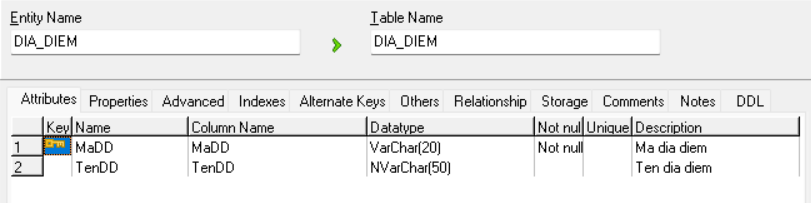 Entity Name Table Name
DIA_DIEM DIA_DIEM
Attributes Properties Advanced Indexes Alternate Keys Others Relationship Storage Comments Notes DDL
Key Name Column Name Datatype Not nul Unique Description
1 MaDD MaDD VarChar(20) Not null Ma dia diem
2 TenDD TenDD NVarChar(50) Ten dia diem